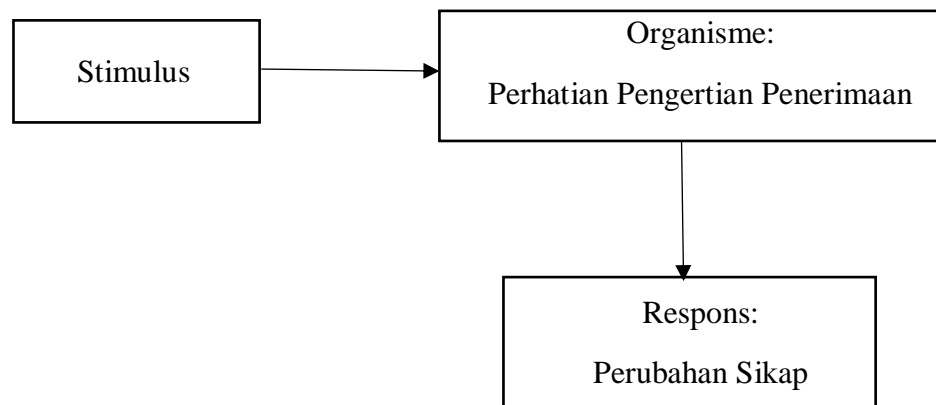 Stimulus
Organisme:
Perhatian Pengertian Penerimaan
Respons:
Perubahan Sikap